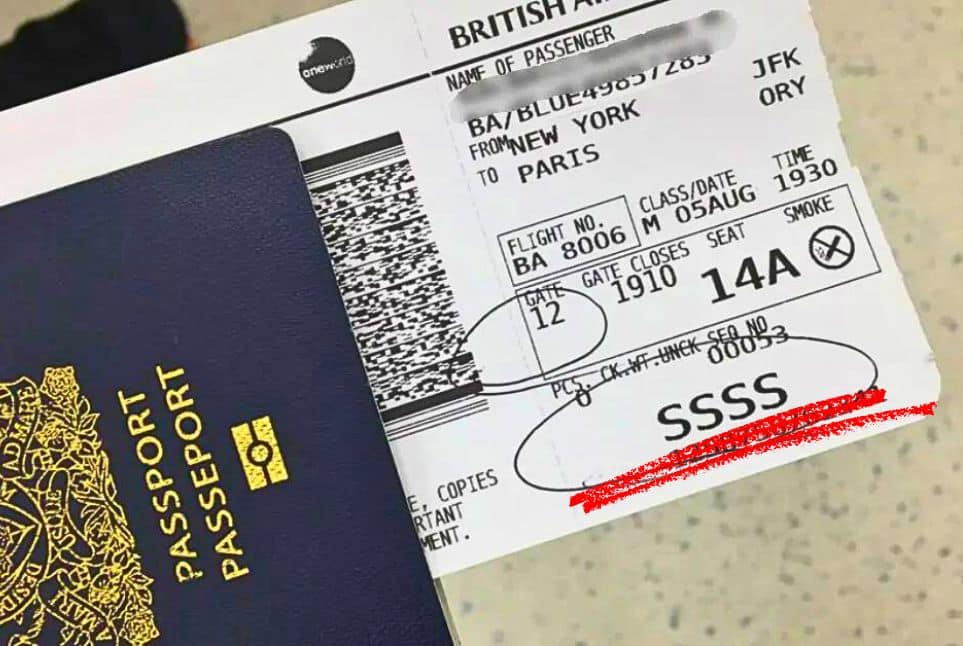 oneworld
BRITISH
NAME OF PASSENGER
BA/BLUE49857283
FROM NEW YORK JFK
TO PARIS ORY
FLIGHT NO. CLASS/DATE TIME
BA 8006 M 05AUG 1930
GATE GATE CLOSES SEAT SMOKE
12 1910 14A
PCS. CK.WT.UNCK SEQ NO
0 00053
SSSS
E, COPIES
RTANT
MENT.
PASSPORT
PASSEPORT